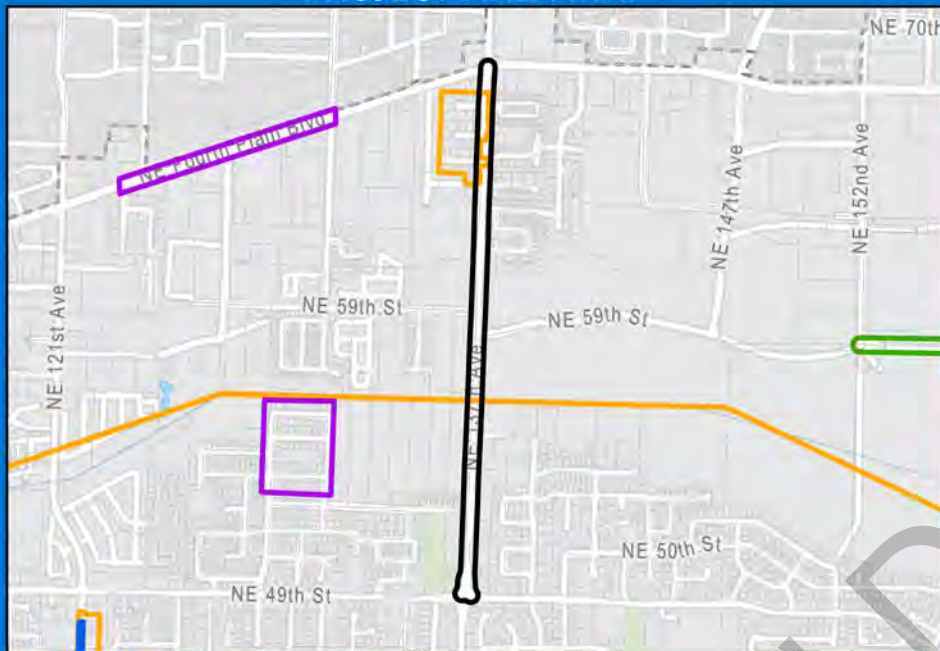 NE 70th
NE Fourth Plain Blvd
NE 147th Ave
NE 152nd Ave
NE 59th St
NE 59th St
NE 121st Ave
NE 137th Ave
NE 50th St
NE 49th St